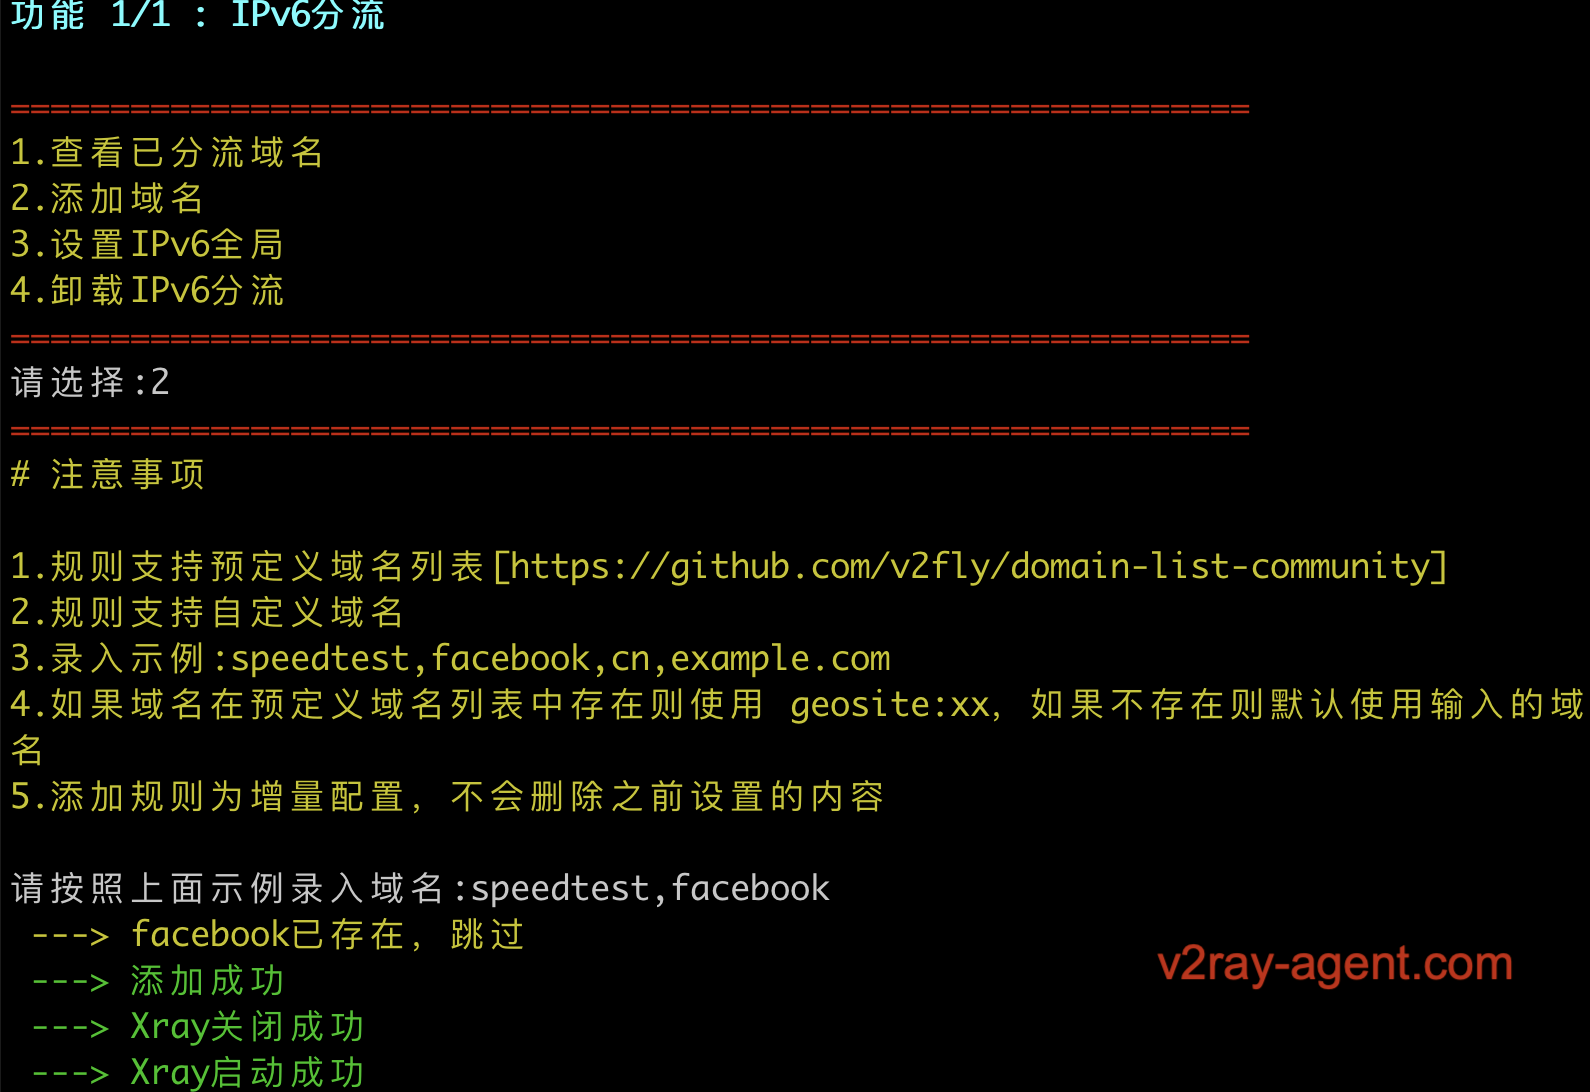 功能 1/1 : IPv6分流
==============================================================
1.查看已分流域名
2.添加域名
3.设置IPv6全局
4.卸载IPv6分流
==============================================================
请选择:2
==============================================================
# 注意事项
1.规则支持预定义域名列表[https://github.com/v2fly/domain-list-community]
2.规则支持自定义域名
3.录入示例:speedtest,facebook,cn,example.com
4.如果域名在预定义域名列表中存在则使用 geosite:xx，如果不存在则默认使用输入的域
名
5.添加规则为增量配置，不会删除之前设置的内容
请按照上面示例录入域名:speedtest,facebook
---> facebook已存在，跳过
---> 添加成功
v2ray-agent.com
---> Xray关闭成功
---> Xray启动成功